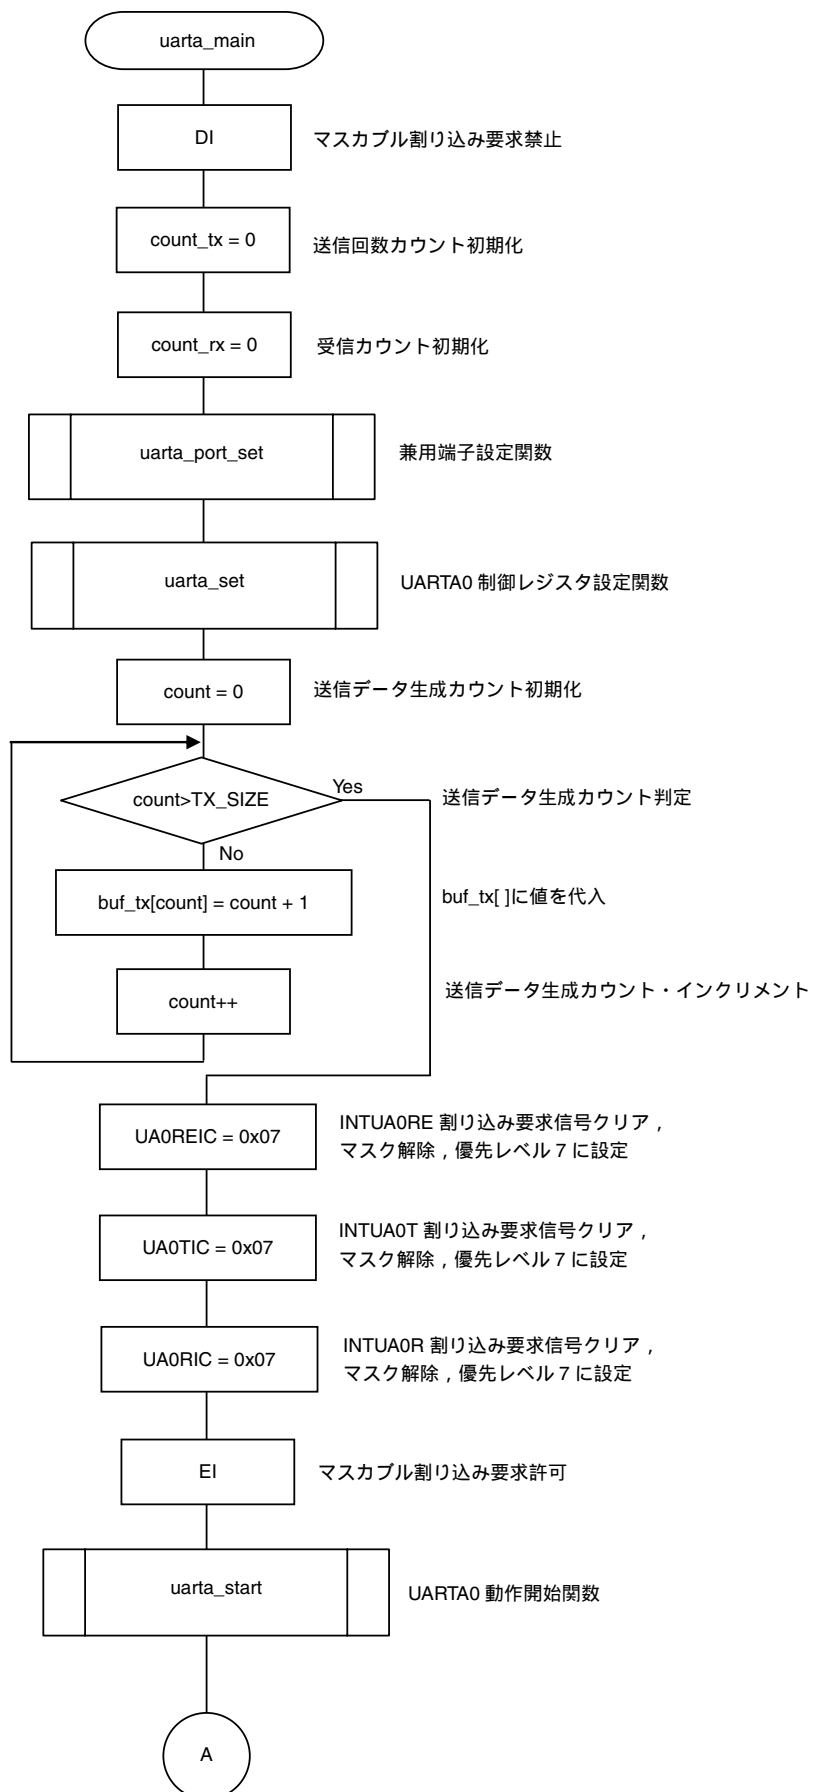 uarta_main
DI
マスカブル割り込み要求禁止
count_tx = 0
送信回数カウント初期化
count_rx = 0
受信カウント初期化
uarta_port_set
兼用端子設定関数
uarta_set
UARTA0 制御レジスタ設定関数
count = 0
送信データ生成カウント初期化
count>TX_SIZE
Yes
送信データ生成カウント判定
No
buf_tx[count] = count + 1
buf_tx[ ]に値を代入
count++
送信データ生成カウント・インクリメント
UA0REIC = 0x07
INTUA0RE 割り込み要求信号クリア，
マスク解除，優先レベル７に設定
UA0TIC = 0x07
INTUA0T 割り込み要求信号クリア，
マスク解除，優先レベル７に設定
UA0RIC = 0x07
INTUA0R 割り込み要求信号クリア，
マスク解除，優先レベル７に設定
EI
マスカブル割り込み要求許可
uarta_start
UARTA0 動作開始関数
A